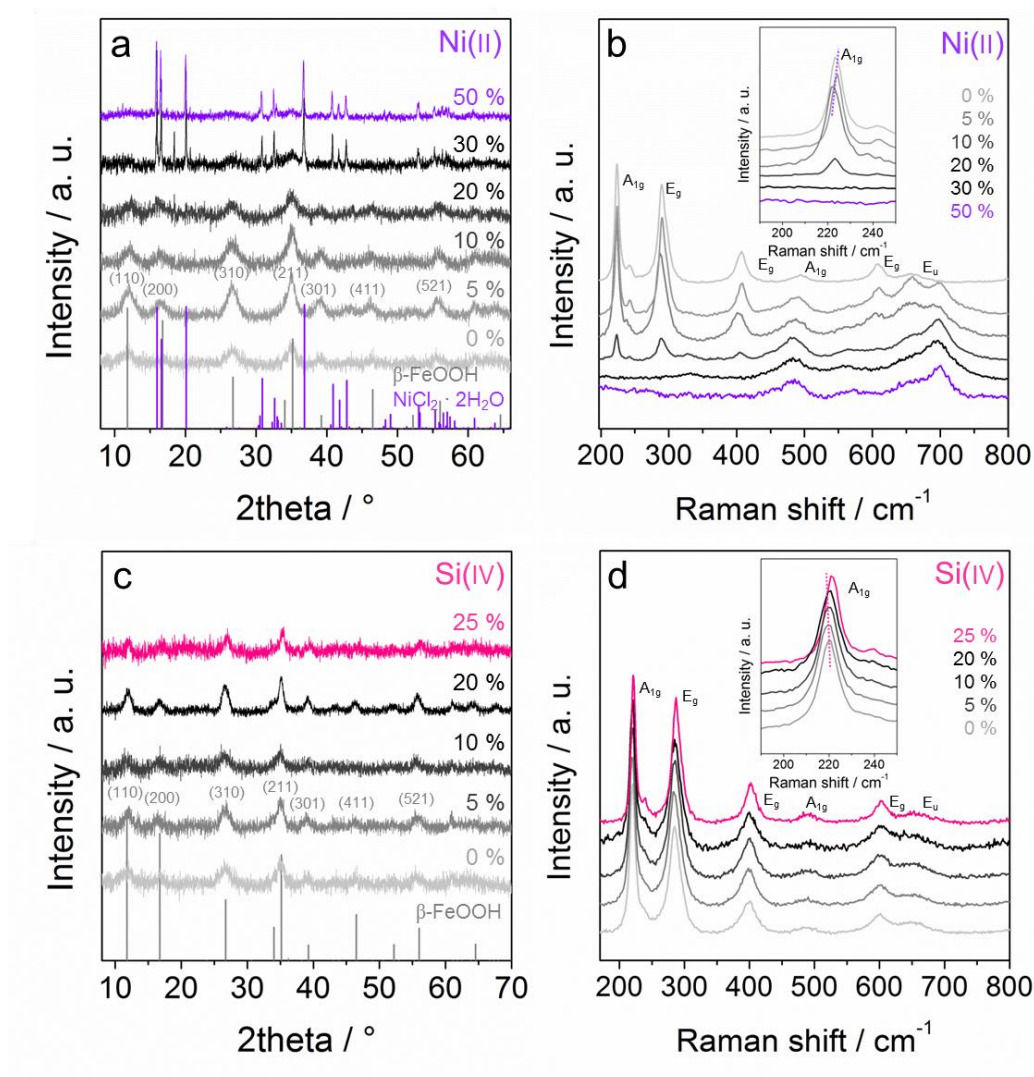 a
Ni(II)
50 %
30 %
20 %
10 %
(110)
(200)
(310)
(211)
(301)
(411)
(521)
5 %
0 %
β-FeOOH
NiCl2 · 2H2O
Intensity / a. u.
10 20 30 40 50 60
2theta / °
b
Ni(II)
0 %
5 %
10 %
20 %
30 %
50 %
A1g
Intensity / a. u.
200 210 220 230 240 250
Raman shift / cm-1
A1g
Eg
Eg
A1g
Eg
Eu
Intensity / a. u.
200 300 400 500 600 700 800
Raman shift / cm-1
c
Si(IV)
25 %
20 %
10 %
(110)
(200)
(310)
(211)
(301)
(411)
(521)
5 %
0 %
β-FeOOH
Intensity / a. u.
10 20 30 40 50 60 70
2theta / °
d
Si(IV)
25 %
20 %
10 %
5 %
0 %
A1g
Intensity / a. u.
200 210 220 230 240 250
Raman shift / cm-1
A1g
Eg
Eg
A1g
Eg
Eu
Intensity / a. u.
200 300 400 500 600 700 800
Raman shift / cm-1